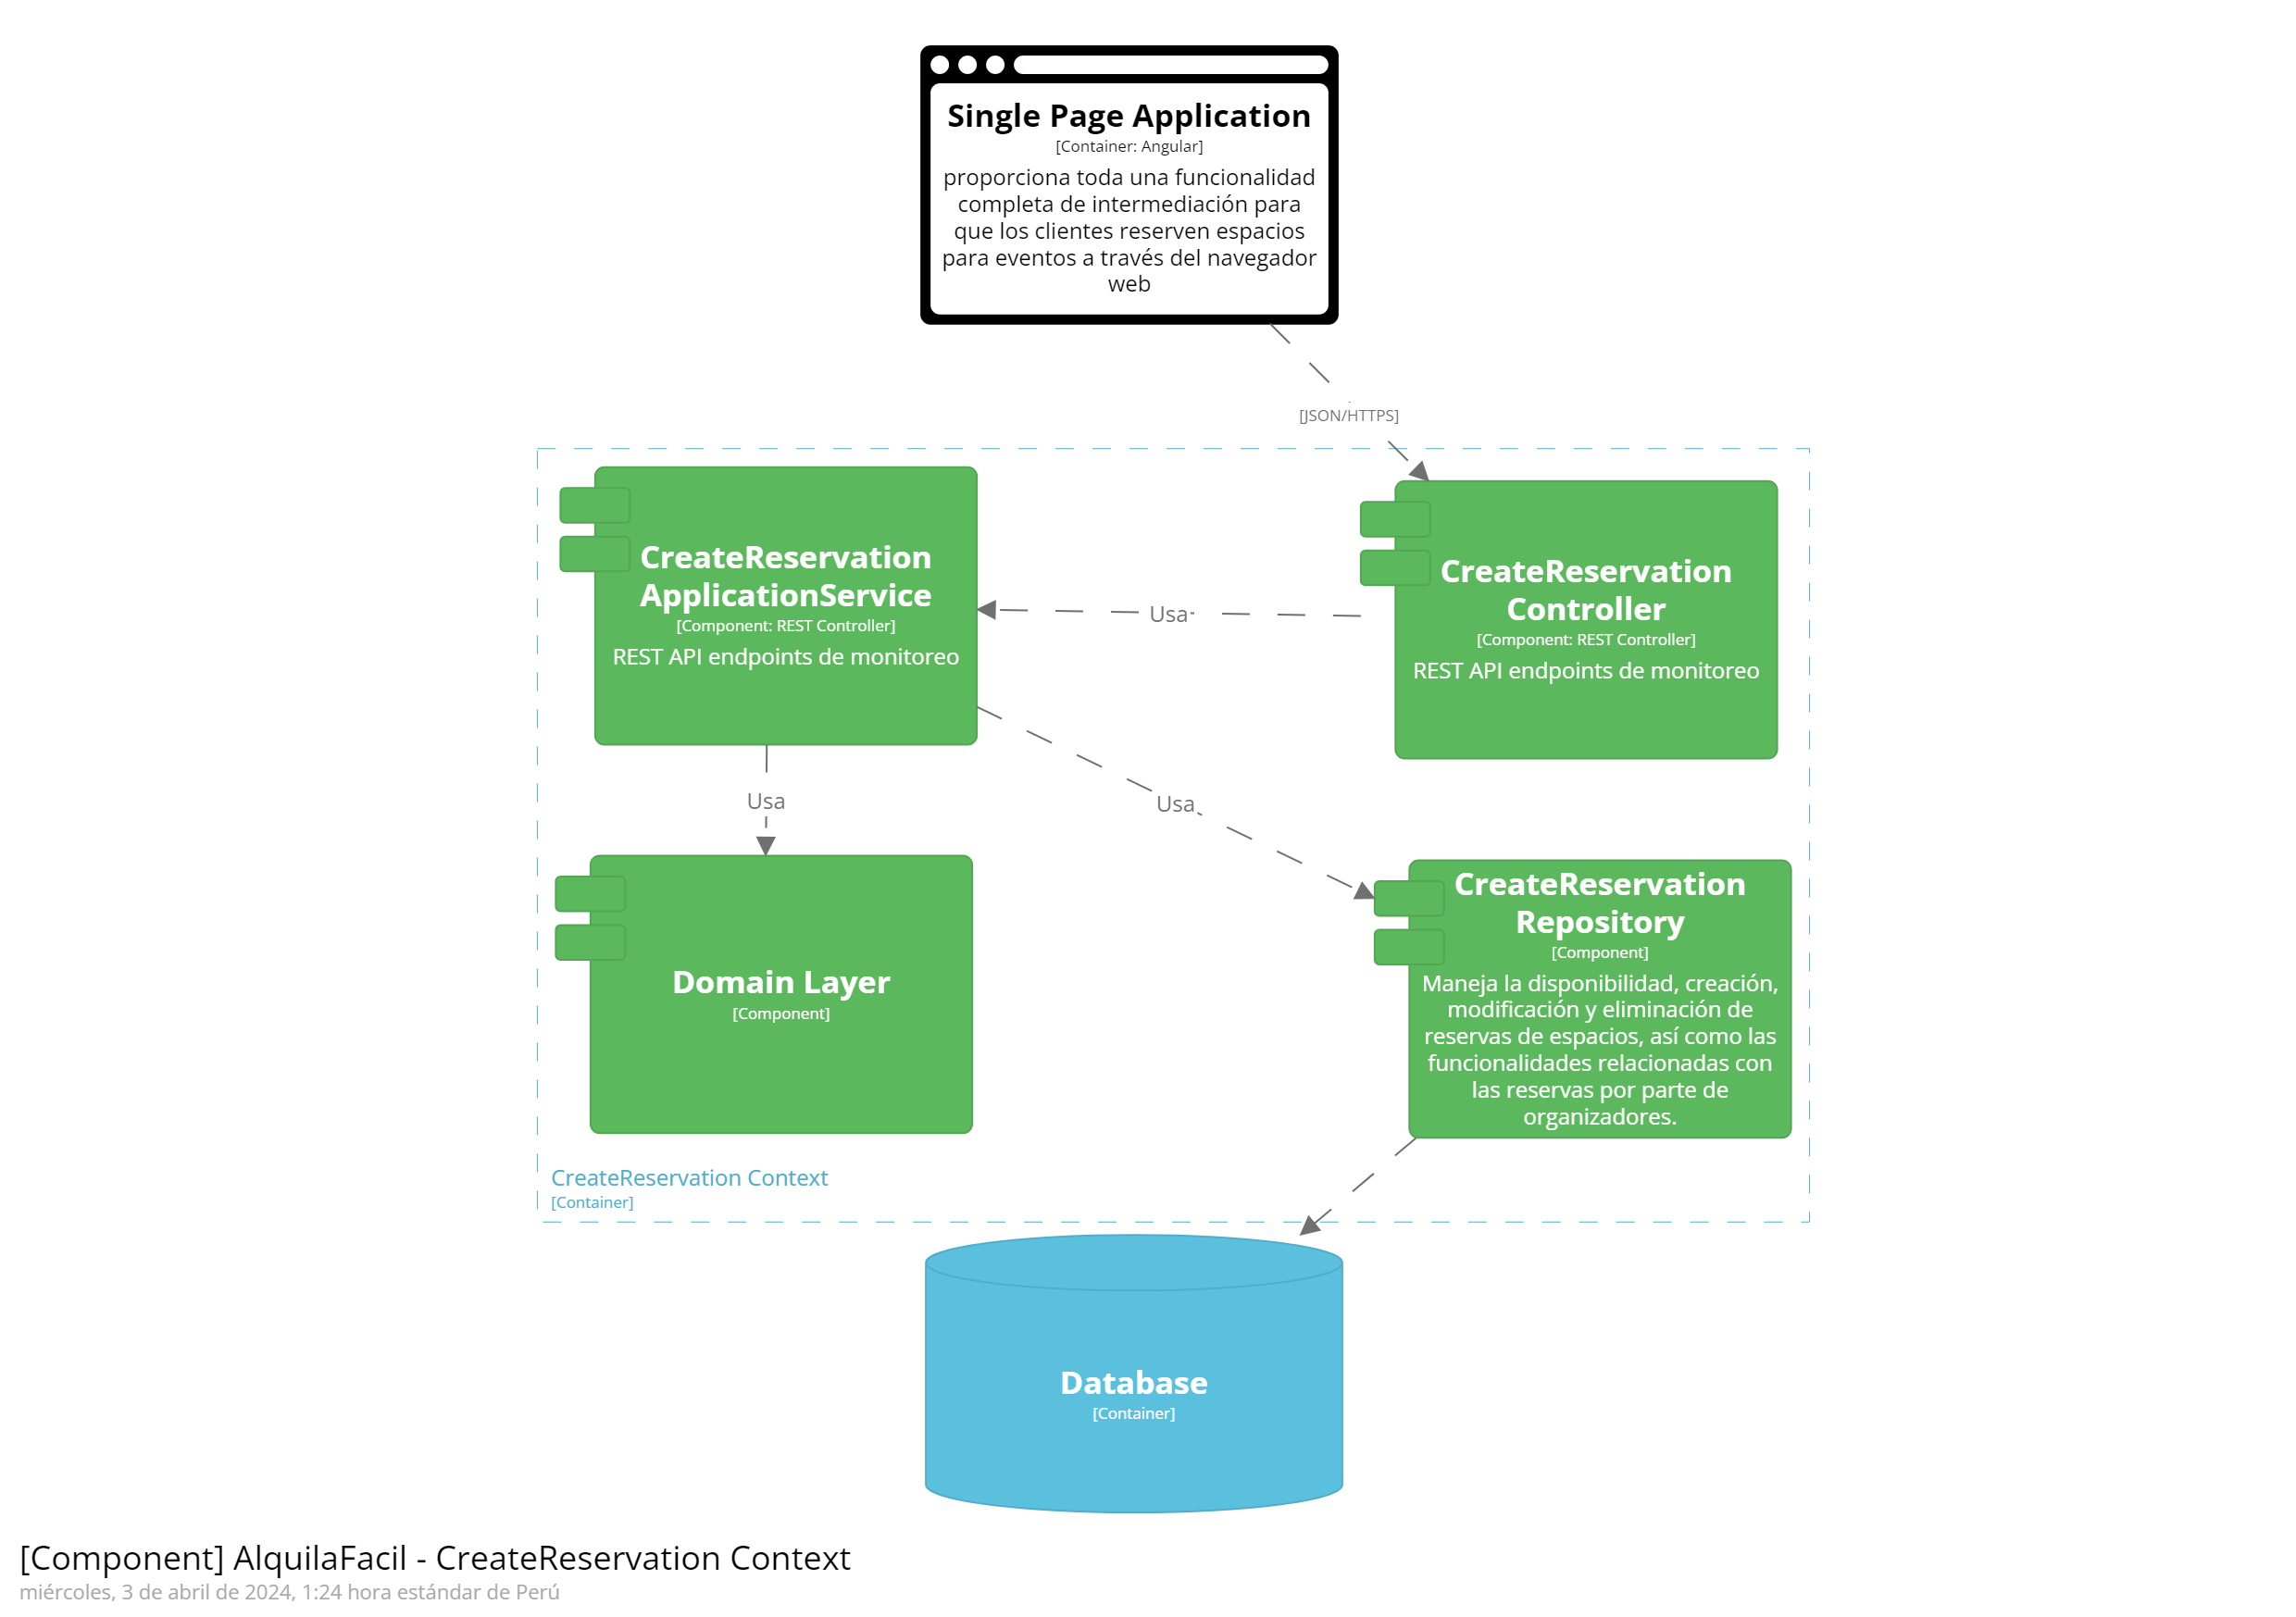 Single Page Application
[Container: Angular]
proporciona toda una funcionalidad
completa de intermediación para
que los clientes reserven espacios
para eventos a través del navegador
web
[JSON/HTTPS]
CreateReservation
ApplicationService
[Component: REST Controller]
REST API endpoints de monitoreo
Usa
CreateReservation
Controller
[Component: REST Controller]
REST API endpoints de monitoreo
Usa
Usa
Domain Layer
[Component]
CreateReservation
Repository
[Component]
Maneja la disponibilidad, creación,
modificación y eliminación de
reservas de espacios, así como las
funcionalidades relacionadas con
las reservas por parte de
organizadores.
CreateReservation Context
[Container]
Database
[Container]
[Component] AlquilaFacil - CreateReservation Context
miércoles, 3 de abril de 2024, 1:24 hora estándar de Perú